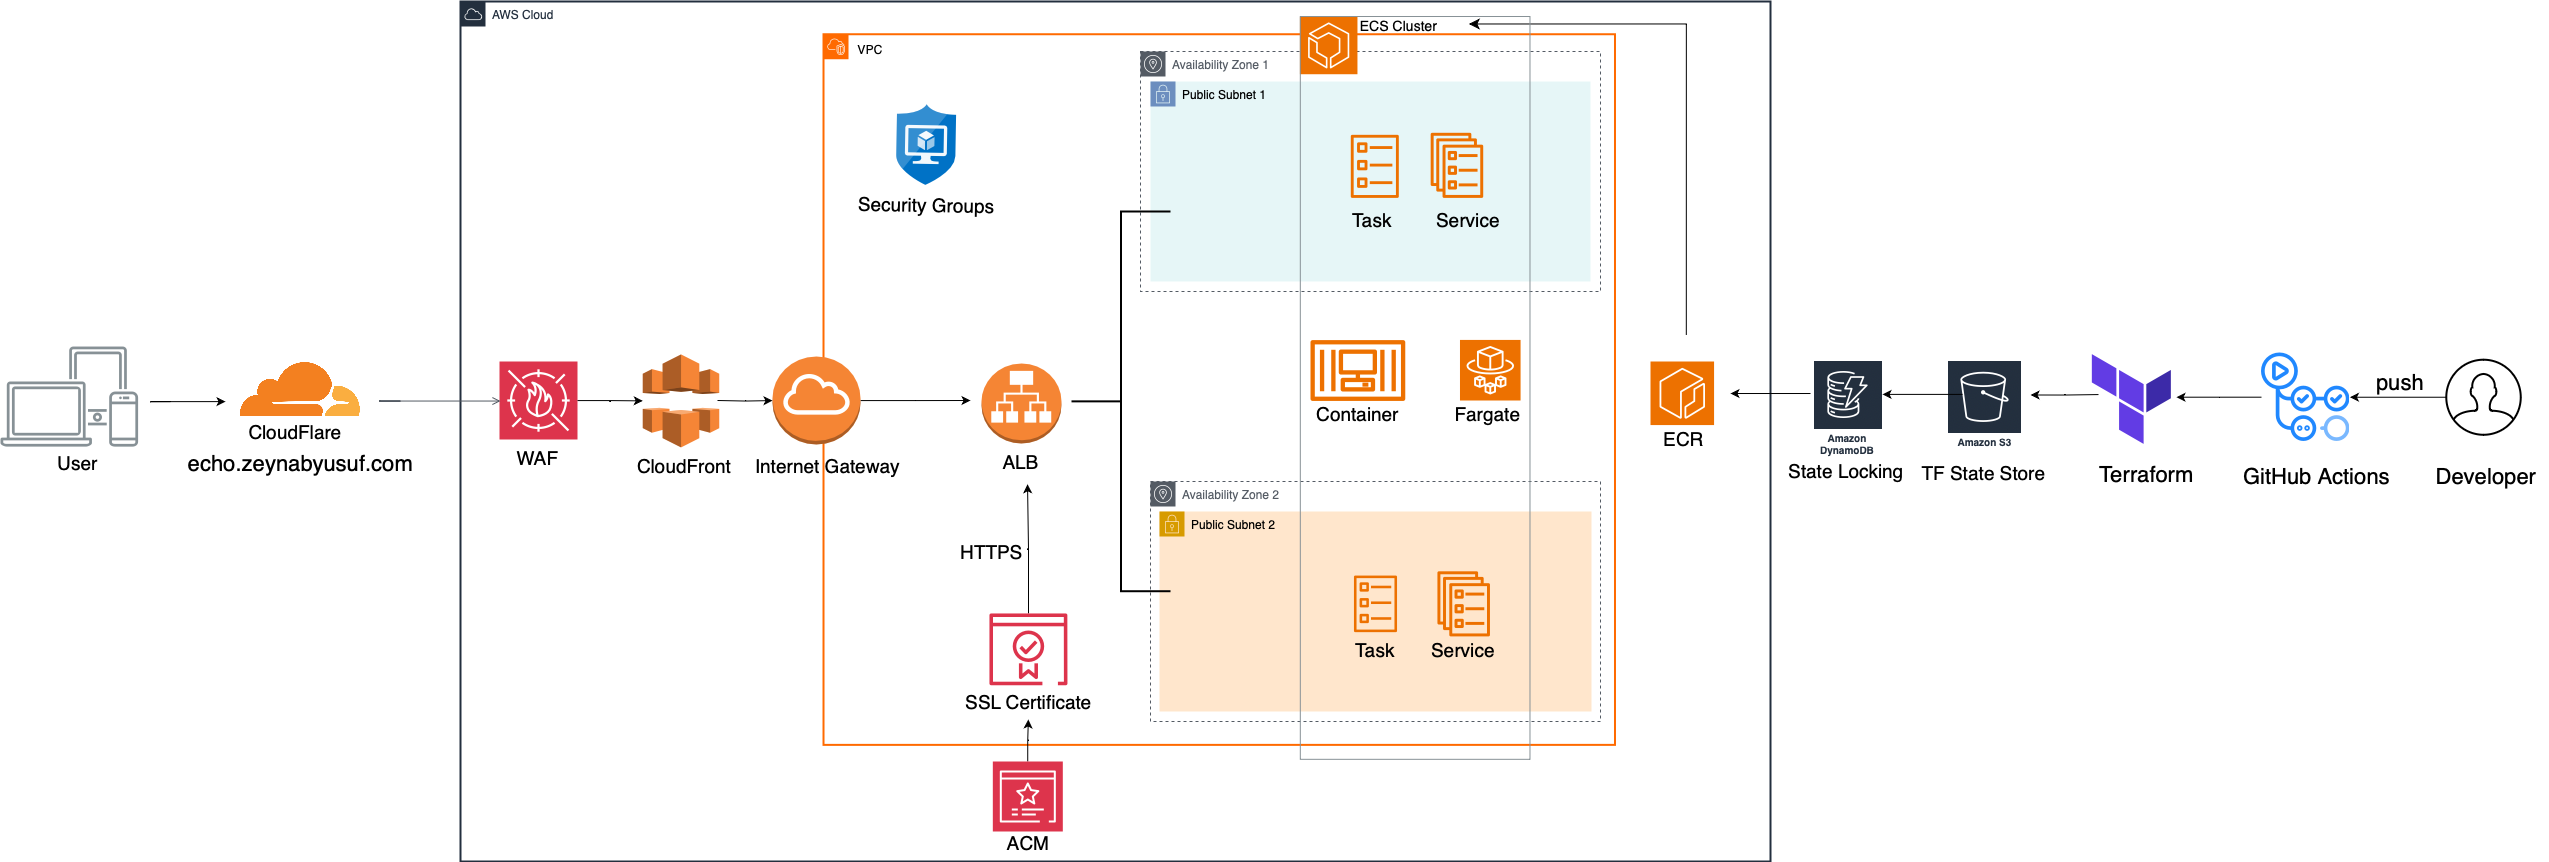 AWS Cloud
VPC
ECS Cluster
Availability Zone 1
Public Subnet 1
Security Groups
Task
Service
User
CloudFlare
echo.zeynabyusuf.com
WAF
CloudFront
Internet Gateway
ALB
Container
Fargate
ECR
Amazon
DynamoDB
State Locking
Amazon S3
TF State Store
Terraform
GitHub Actions
push
Developer
Availability Zone 2
Public Subnet 2
HTTPS
Task
Service
SSL Certificate
ACM